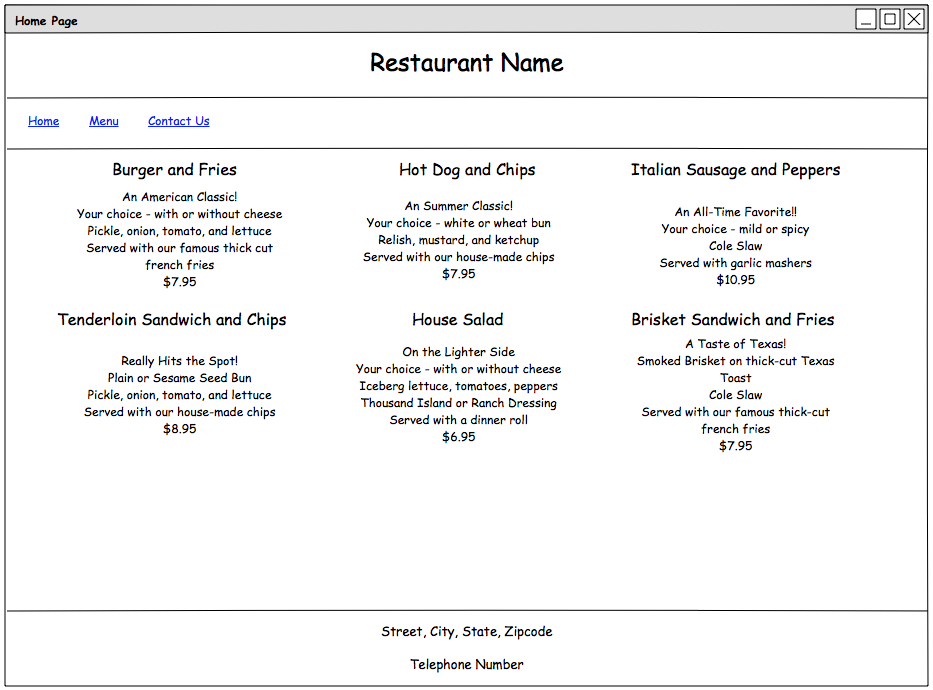 Home Page
Restaurant Name
Home Menu Contact Us
Burger and Fries
An American Classic!
Your choice - with or without cheese
Pickle, onion, tomato, and lettuce
Served with our famous thick cut
french fries
$7.95
Hot Dog and Chips
An Summer Classic!
Your choice - white or wheat bun
Relish, mustard, and ketchup
Served with our house-made chips
$7.95
Italian Sausage and Peppers
An All-Time Favorite!!
Your choice - mild or spicy
Cole Slaw
Served with garlic mashers
$10.95
Tenderloin Sandwich and Chips
Really Hits the Spot!
Plain or Sesame Seed Bun
Pickle, onion, tomato, and lettuce
Served with our house-made chips
$8.95
House Salad
On the Lighter Side
Your choice - with or without cheese
Iceberg lettuce, tomatoes, peppers
Thousand Island or Ranch Dressing
Served with a dinner roll
$6.95
Brisket Sandwich and Fries
A Taste of Texas!
Smoked Brisket on thick-cut Texas
Toast
Cole Slaw
Served with our famous thick-cut
french fries
$7.95
Street, City, State, Zipcode
Telephone Number